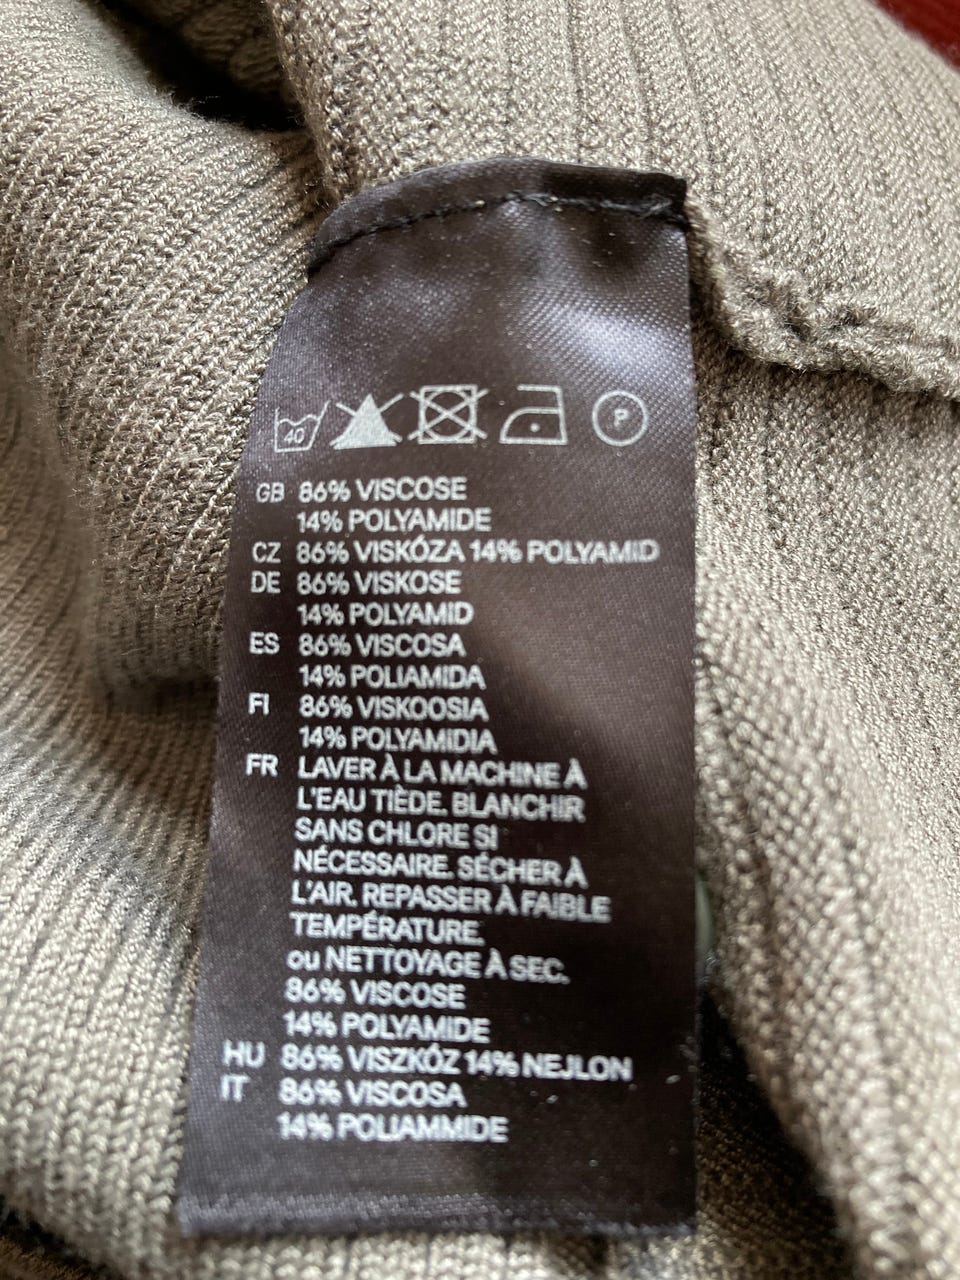 40 P
GB 86% VISCOSE
14% POLYAMIDE
CZ 86% VISKÓZA 14% POLYAMID
DE 86% VISKOSE
14% POLYAMID
ES 86% VISCOSA
14% POLIAMIDA
FI 86% VISKOOSIA
14% POLYAMIDIA
FR LAVER À LA MACHINE À
L'EAU TIÈDE. BLANCHIR
SANS CHLORE SI
NÉCESSAIRE. SÉCHER À
L'AIR. REPASSER À FAIBLE
TEMPÉRATURE.
ou NETTOYAGE À SEC.
86% VISCOSE
14% POLYAMIDE
HU 86% VISZKÓZ 14% NEJLON
IT 86% VISCOSA
14% POLIAMMIDE